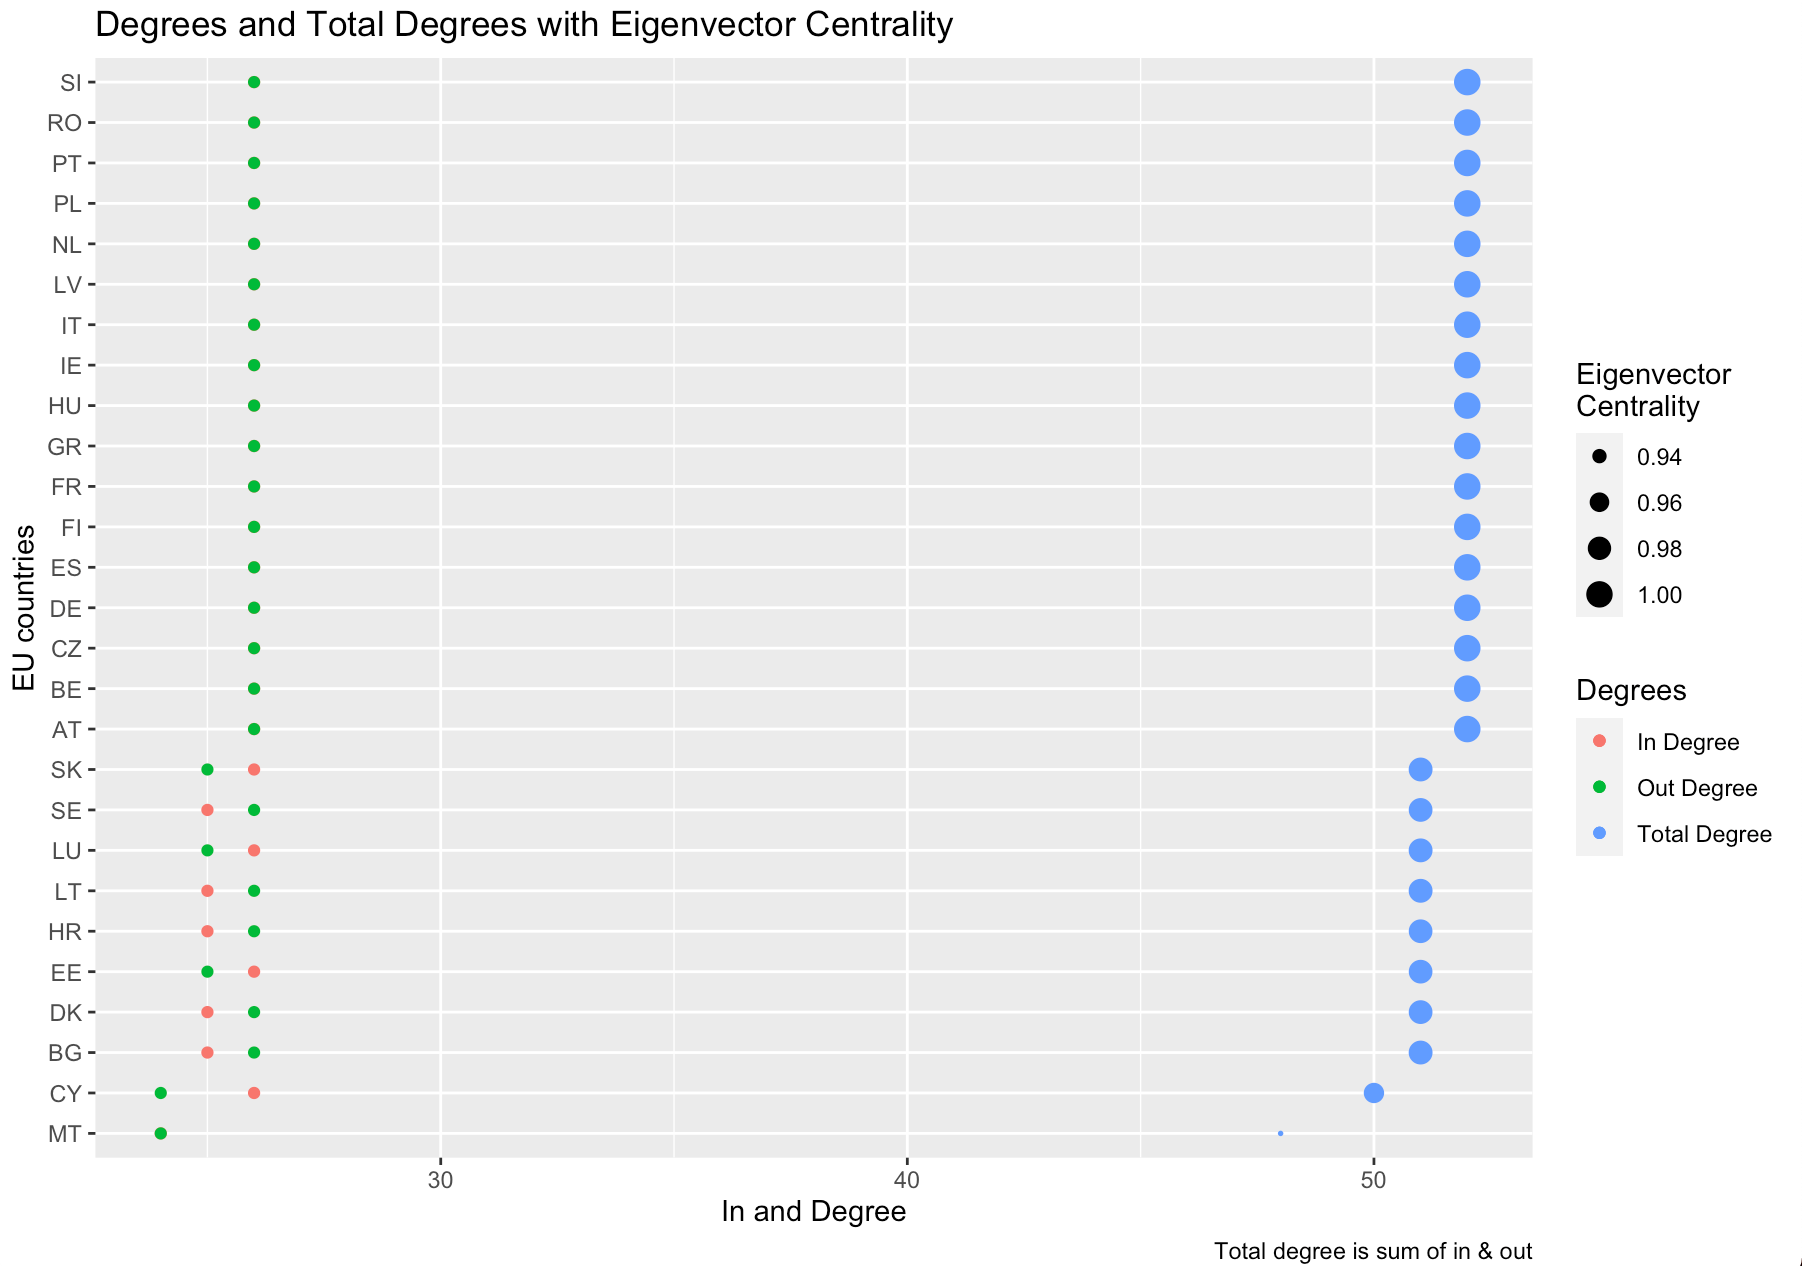 Degrees and Total Degrees with Eigenvector Centrality
SI
RO
PT
PL
NL
LV
IT
IE
HU
GR
FR
FI
ES
DE
CZ
BE
AT
SK
SE
LU
LT
HR
EE
DK
BG
CY
MT
EU countries
30 40 50
In and Degree
Total degree is sum of in & out
Eigenvector
Centrality
0.94
0.96
0.98
1.00
Degrees
In Degree
Out Degree
Total Degree